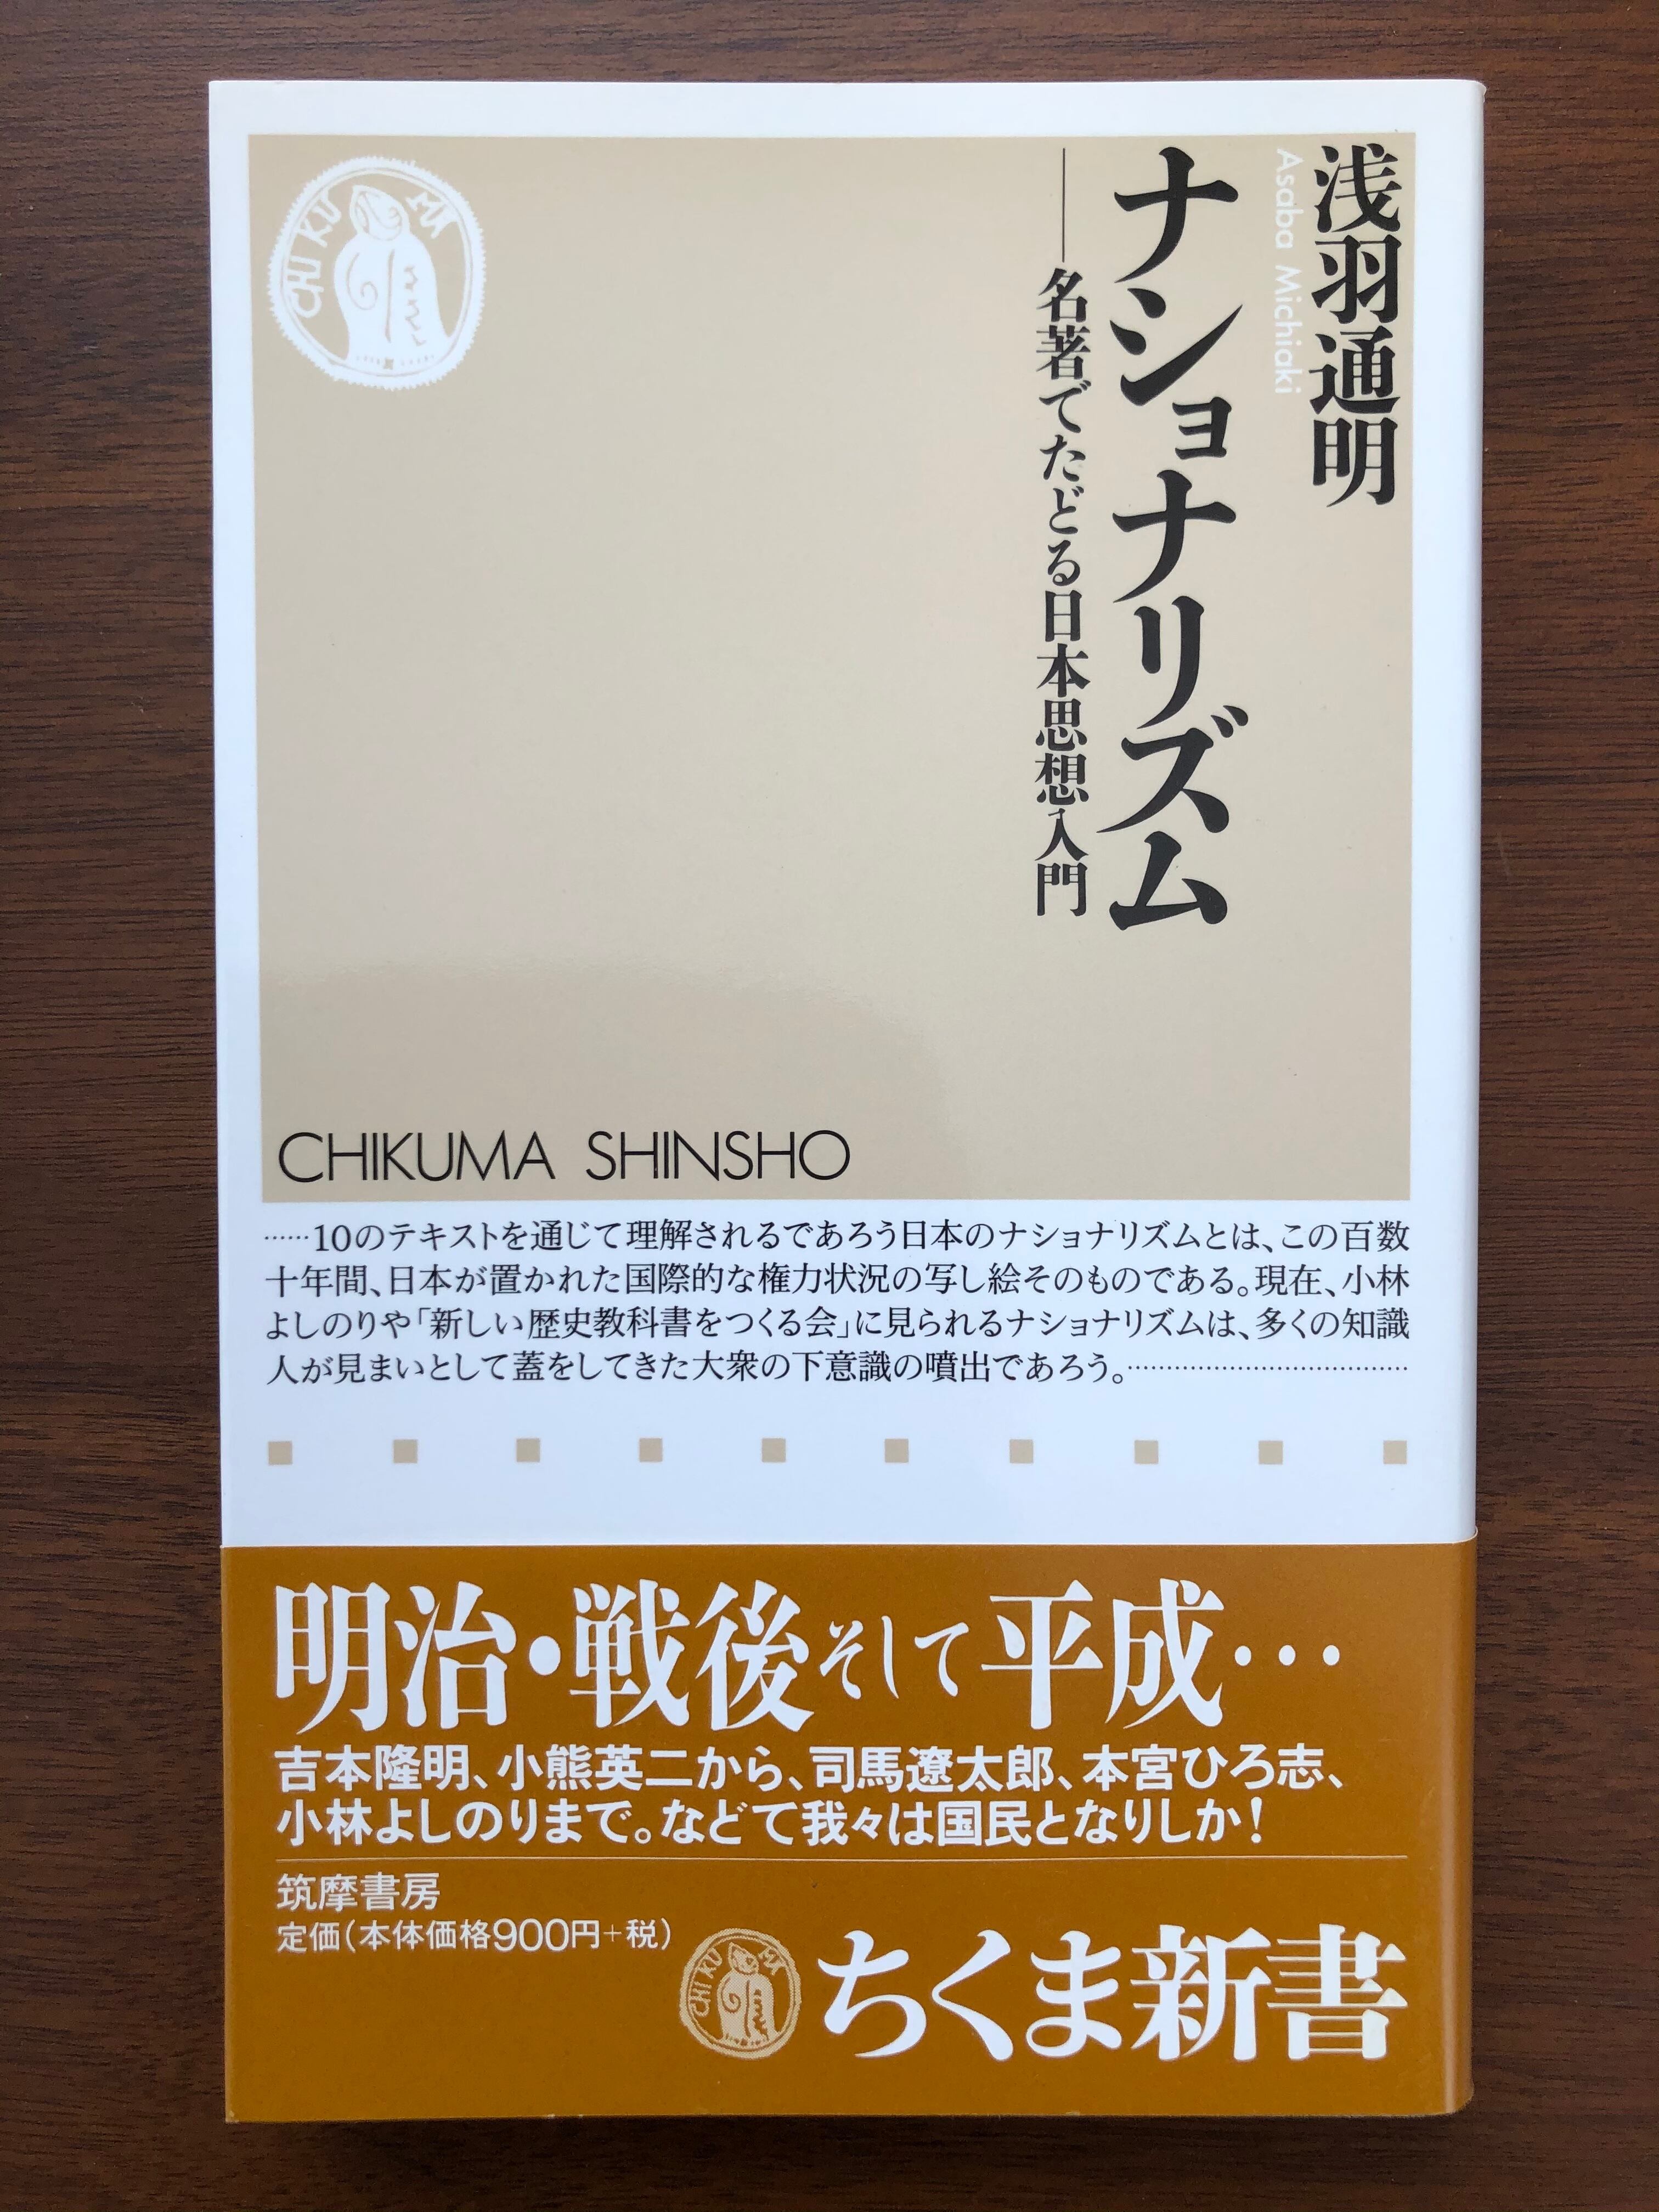 浅羽通明
Asaba Michiaki
ナショナリズム
――名著でたどる日本思想入門
CHIKUMA
CHIKUMA SHINSHO
……10のテキストを通じて理解されるであろう日本のナショナリズムとは、この百数
十年間、日本が置かれた国際的な権力状況の写し絵そのものである。現在、小林
よしのりや「新しい歴史教科書をつくる会」に見られるナショナリズムは、多くの知識
人が見まいとして蓋をしてきた大衆の下意識の噴出であろう。……………………………
明治・戦後そして平成…
吉本隆明、小熊英二から、司馬遼太郎、本宮ひろ志、
小林よしのりまで。などて我々は国民となりしか！
筑摩書房
定価(本体価格900円+税)
CHIKUMA
ちくま新書